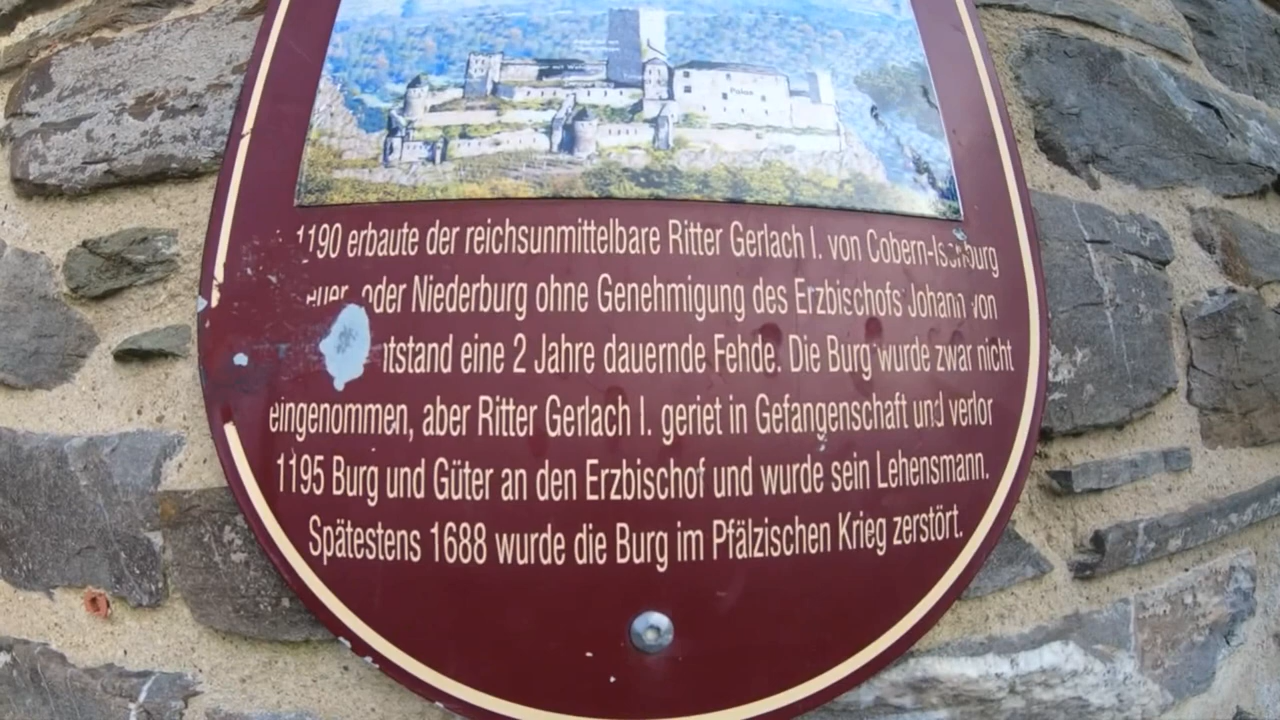 Palas
1190 erbaute der reichsunmittelbare Ritter Gerlach I. von Cobern-Isenburg
oder Niederburg ohne Genehmigung des Erzbischofs Johann von
eine 2 Jahre dauernde Fehde. Die Burg wurde zwar nicht
eingenommen, aber Ritter Gerlach I. geriet in Gefangenschaft und verlor
1195 Burg und Güter an den Erzbischof und wurde sein Lehensmann.
Spätestens 1688 wurde die Burg im Pfälzischen Krieg zerstört.